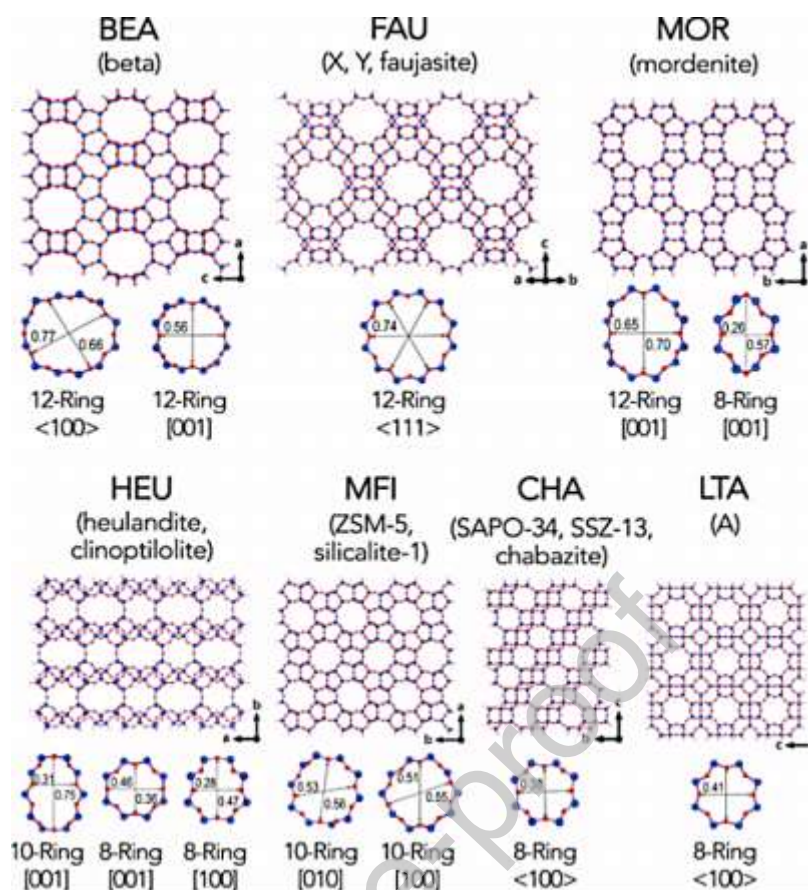 BEA FAU MOR
(beta) (X, Y, faujasite) (mordenite)
a c a
c a b b
0.77 0.66 0.56 0.74 0.65 0.70 0.26 0.57
12-Ring 12-Ring 12-Ring 12-Ring 8-Ring
<100> [001] <111> [001] [001]
HEU MFI CHA LTA
(heulandite, (ZSM-5, (SAPO-34, SSZ-13, (A)
clinoptilolite) silicalite-1) chabazite)
b a
a b b c
0.31 0.75 0.46 0.36 0.28 0.47 0.53 0.56 0.51 0.55 0.38 0.41
10-Ring 8-Ring 8-Ring 10-Ring 10-Ring 8-Ring 8-Ring
[001] [001] [100] [010] [100] <100> <100>